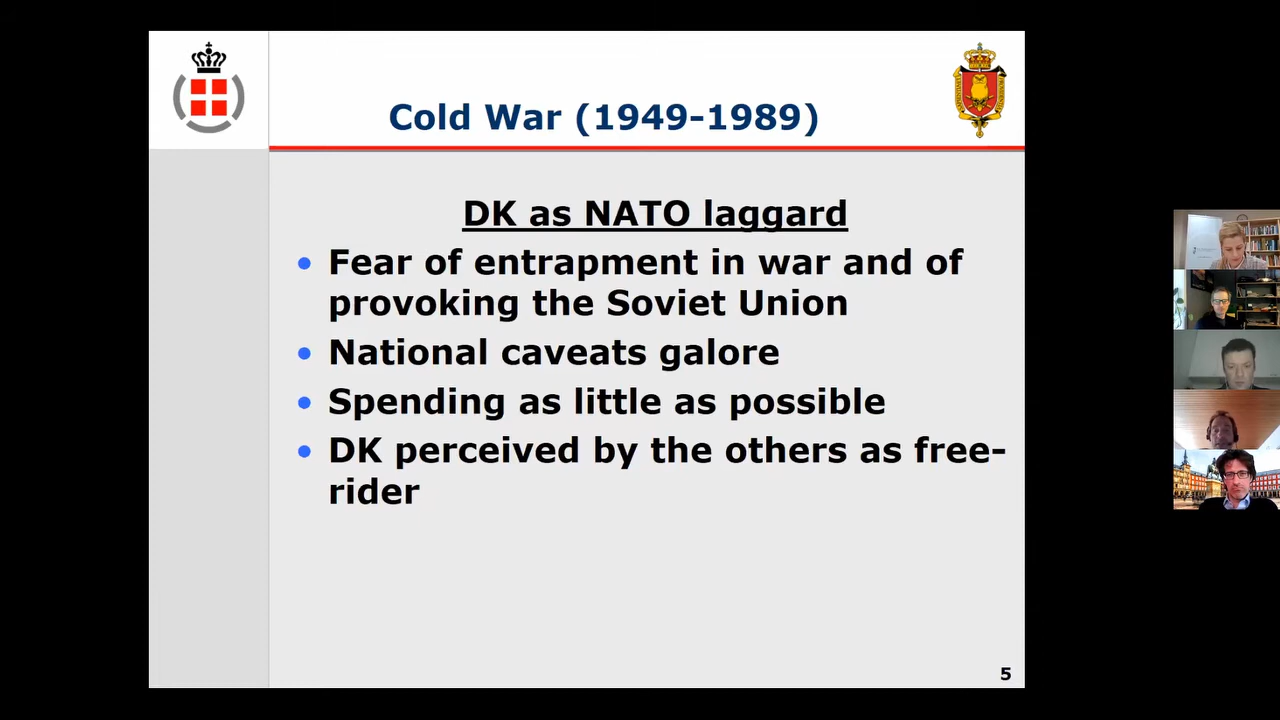 Cold War (1949-1989)
DK as NATO laggard
Fear of entrapment in war and of
provoking the Soviet Union
National caveats galore
Spending as little as possible
DK perceived by the others as free-
rider
5